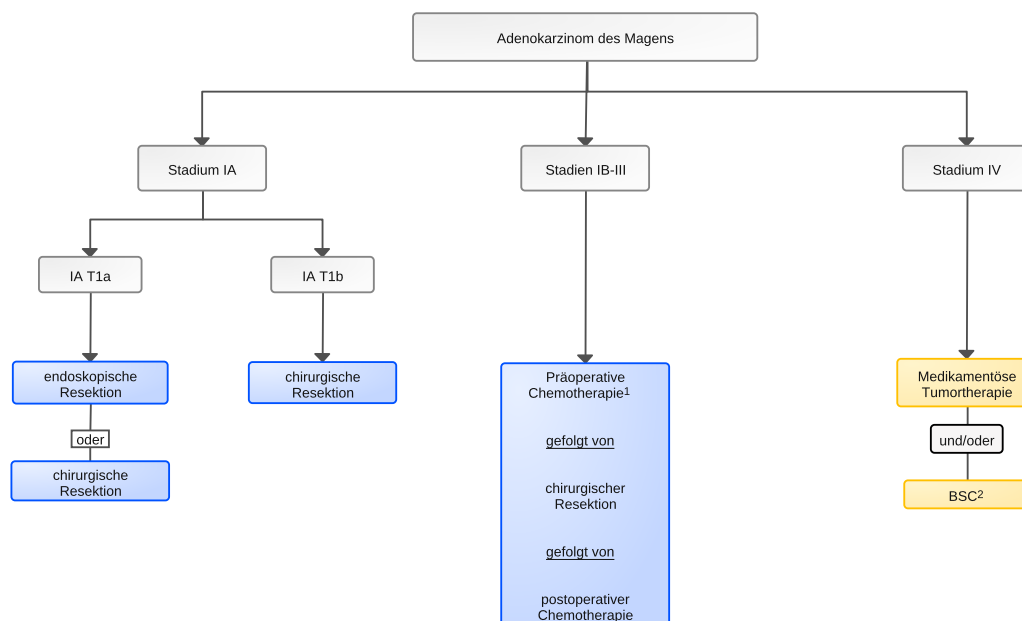 Adenokarzinom des Magens
Stadium IA
Stadien IB-III
Stadium IV
IA T1a
IA T1b
endoskopische
Resektion
oder
chirurgische
Resektion
chirurgische
Resektion
Präoperative
Chemotherapie¹
gefolgt von
chirurgischer
Resektion
gefolgt von
postoperativer
Chemotherapie
Medikamentöse
Tumortherapie
und/oder
BSC²